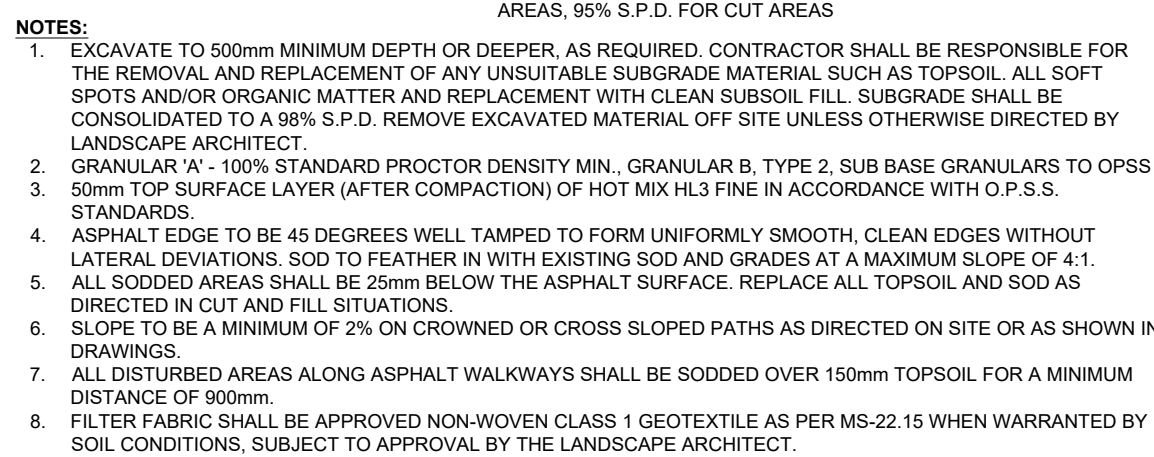 AREAS, 95% S.P.D. FOR CUT AREAS
NOTES:
1. EXCAVATE TO 500mm MINIMUM DEPTH OR DEEPER, AS REQUIRED. CONTRACTOR SHALL BE RESPONSIBLE FOR
THE REMOVAL AND REPLACEMENT OF ANY UNSUITABLE SUBGRADE MATERIAL SUCH AS TOPSOIL. ALL SOFT
SPOTS AND/OR ORGANIC MATTER AND REPLACEMENT WITH CLEAN SUBSOIL FILL. SUBGRADE SHALL BE
CONSOLIDATED TO A 98% S.P.D. REMOVE EXCAVATED MATERIAL OFF SITE UNLESS OTHERWISE DIRECTED BY
LANDSCAPE ARCHITECT.
2. GRANULAR 'A' - 100% STANDARD PROCTOR DENSITY MIN., GRANULAR B, TYPE 2, SUB BASE GRANULARS TO OPSS
3. 50mm TOP SURFACE LAYER (AFTER COMPACTION) OF HOT MIX HL3 FINE IN ACCORDANCE WITH O.P.S.S.
STANDARDS.
4. ASPHALT EDGE TO BE 45 DEGREES WELL TAMPED TO FORM UNIFORMLY SMOOTH, CLEAN EDGES WITHOUT
LATERAL DEVIATIONS. SOD TO FEATHER IN WITH EXISTING SOD AND GRADES AT A MAXIMUM SLOPE OF 4:1.
5. ALL SODDED AREAS SHALL BE 25mm BELOW THE ASPHALT SURFACE. REPLACE ALL TOPSOIL AND SOD AS
DIRECTED IN CUT AND FILL SITUATIONS.
6. SLOPE TO BE A MINIMUM OF 2% ON CROWNED OR CROSS SLOPED PATHS AS DIRECTED ON SITE OR AS SHOWN IN
DRAWINGS.
7. ALL DISTURBED AREAS ALONG ASPHALT WALKWAYS SHALL BE SODDED OVER 150mm TOPSOIL FOR A MINIMUM
DISTANCE OF 900mm.
8. FILTER FABRIC SHALL BE APPROVED NON-WOVEN CLASS 1 GEOTEXTILE AS PER MS-22.15 WHEN WARRANTED BY
SOIL CONDITIONS, SUBJECT TO APPROVAL BY THE LANDSCAPE ARCHITECT.